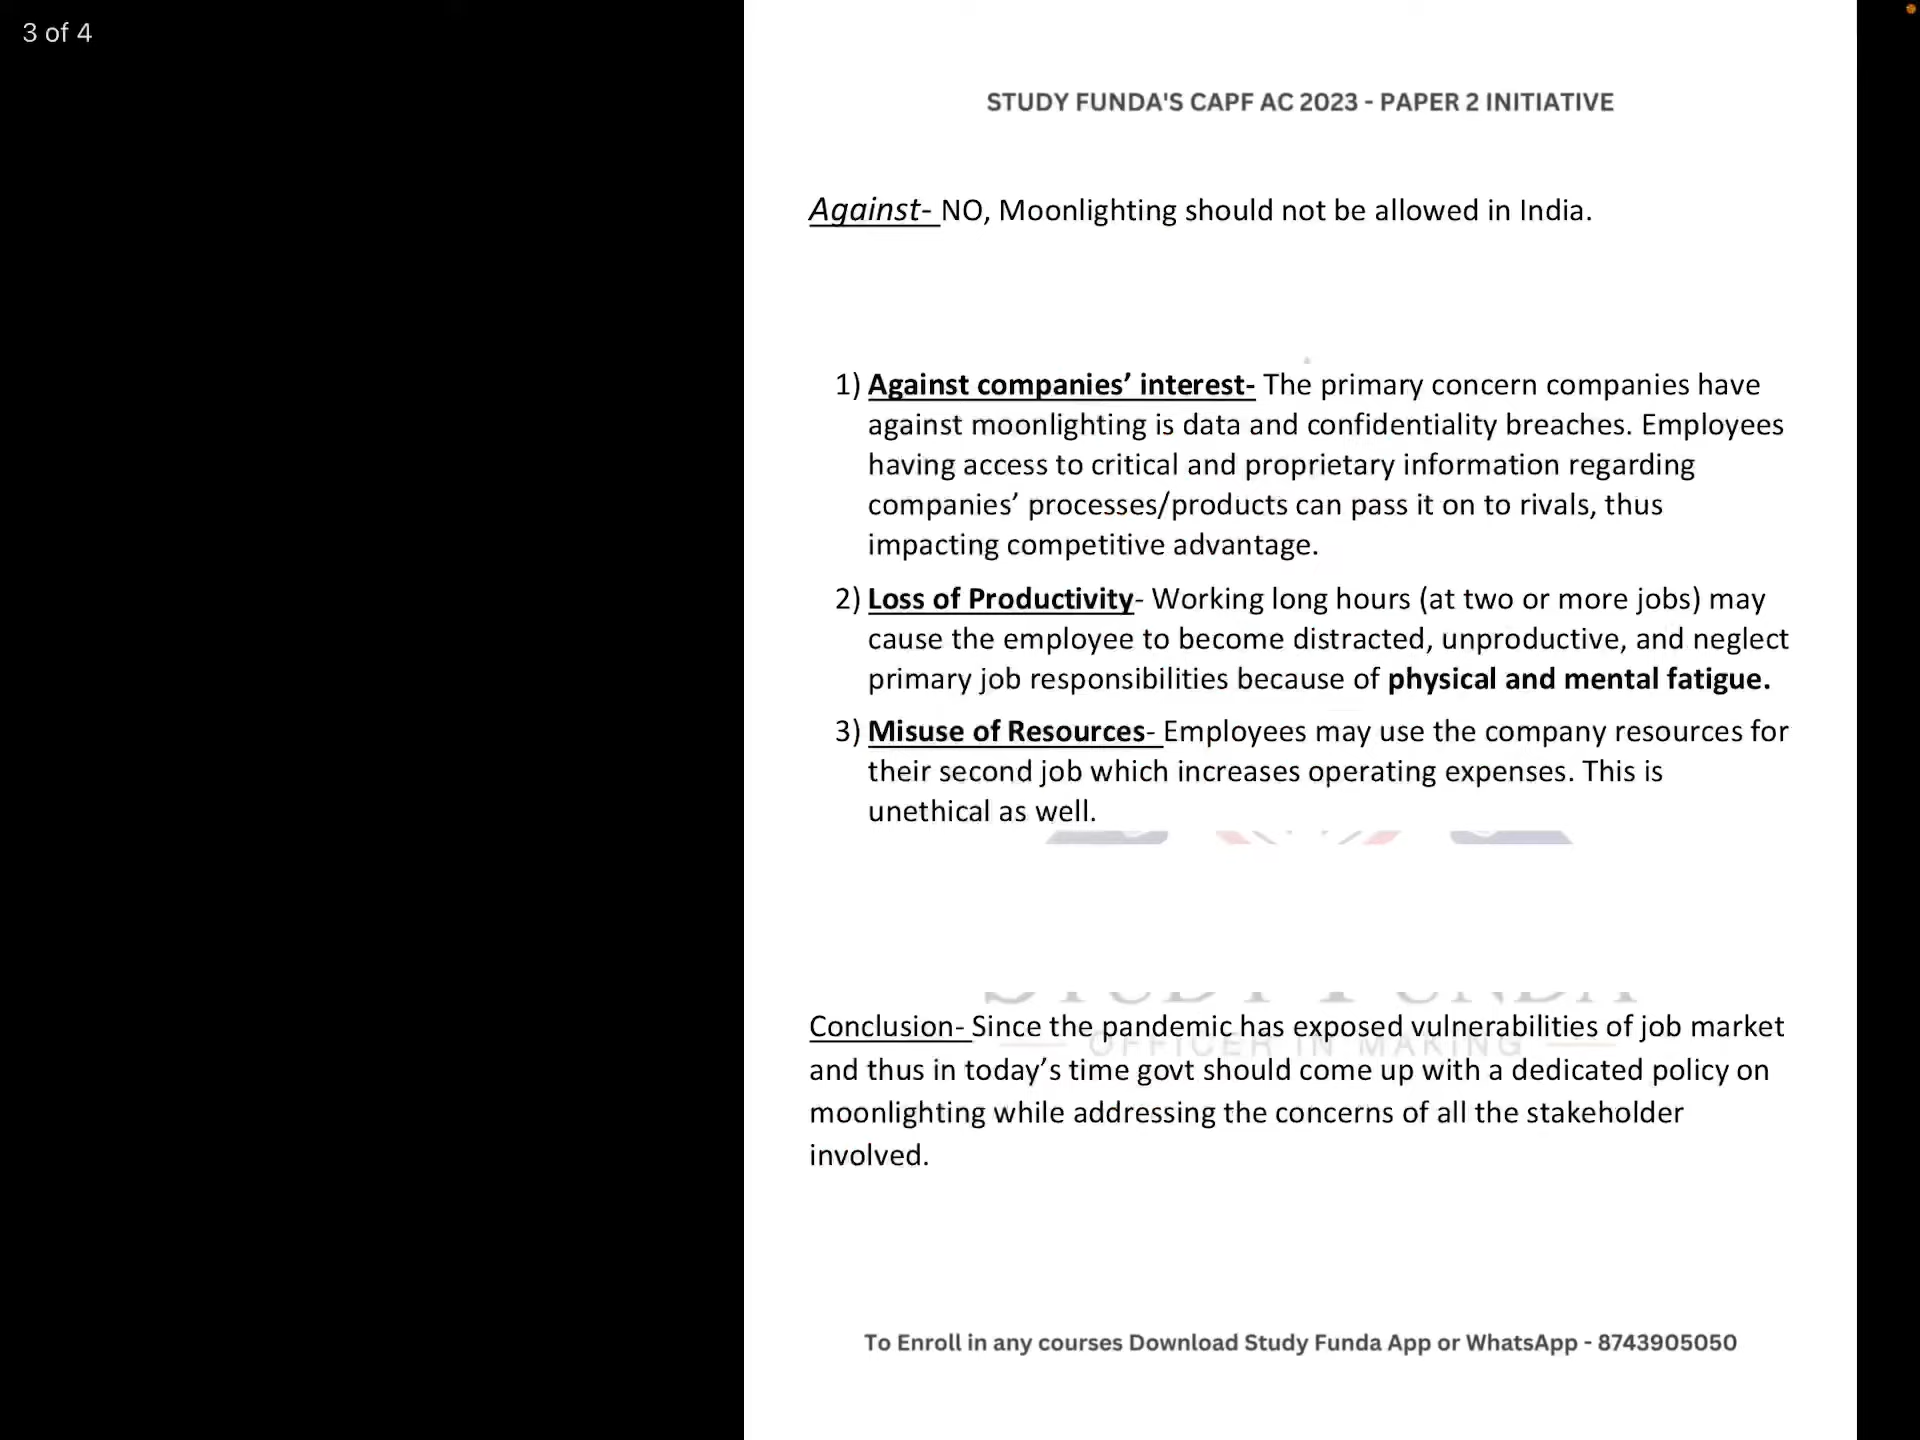 3 of 4
STUDY FUNDA'S CAPF AC 2023 - PAPER 2 INITIATIVE
Against- NO, Moonlighting should not be allowed in India.
1) Against companies’ interest- The primary concern companies have
against moonlighting is data and confidentiality breaches. Employees
having access to critical and proprietary information regarding
companies’ processes/products can pass it on to rivals, thus
impacting competitive advantage.
2) Loss of Productivity- Working long hours (at two or more jobs) may
cause the employee to become distracted, unproductive, and neglect
primary job responsibilities because of physical and mental fatigue.
3) Misuse of Resources- Employees may use the company resources for
their second job which increases operating expenses. This is
unethical as well.
STUDY FUNDA
Conclusion- Since the pandemic has exposed vulnerabilities of job market
OFFICER IN MAKING
and thus in today’s time govt should come up with a dedicated policy on
moonlighting while addressing the concerns of all the stakeholder
involved.
To Enroll in any courses Download Study Funda App or WhatsApp - 8743905050